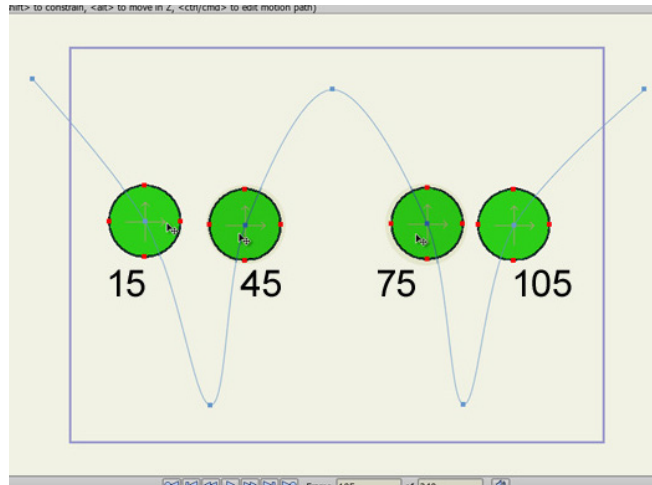 hift> to constrain, <alt> to move in Z, <ctrl/cmd> to edit motion path)
15 45 75 105